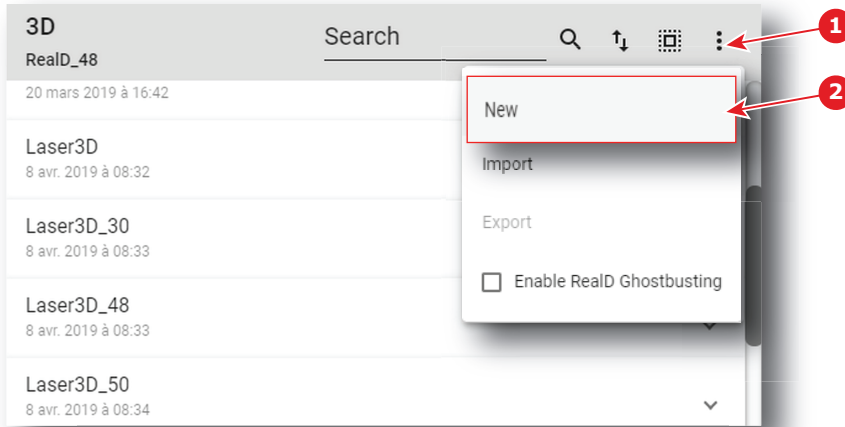 3D
Search
RealD_48
20 mars 2019 à 16:42
New
Laser3D
8 avr. 2019 à 08:32
Import
Laser3D_30
8 avr. 2019 à 08:33
Export
Enable RealD Ghostbusting
Laser3D_48
8 avr. 2019 à 08:33
Laser3D_50
8 avr. 2019 à 08:34
1
2